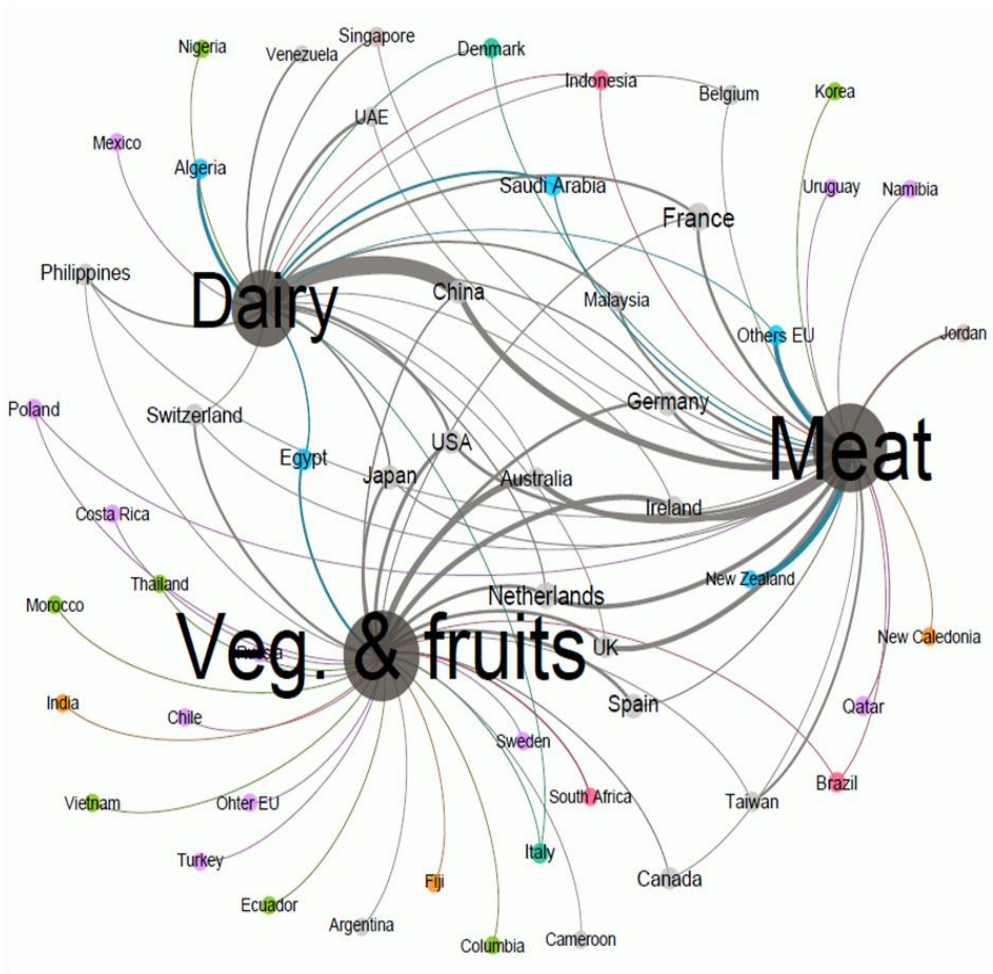 Singapore
Nigeria
Venezuela
Denmark
Indonesia
Belgium
Korea
UAE
Mexico
Algeria
Saudi Arabia
Uruguay
Namibia
France
Philippines
Dairy
China
Malaysia
Others EU
Jordan
Poland
Switzerland
Germany
USA
Egypt
Japan
Australia
Meat
Ireland
Costa Rica
Thailand
New Zealand
Morocco
Netherlands
New Caledonia
Veg. & fruits
Russia
UK
India
Chile
Spain
Qatar
Sweden
Vietnam
Ohter EU
South Africa
Taiwan
Brazil
Turkey
Italy
Fiji
Canada
Ecuador
Argentina
Columbia
Cameroon